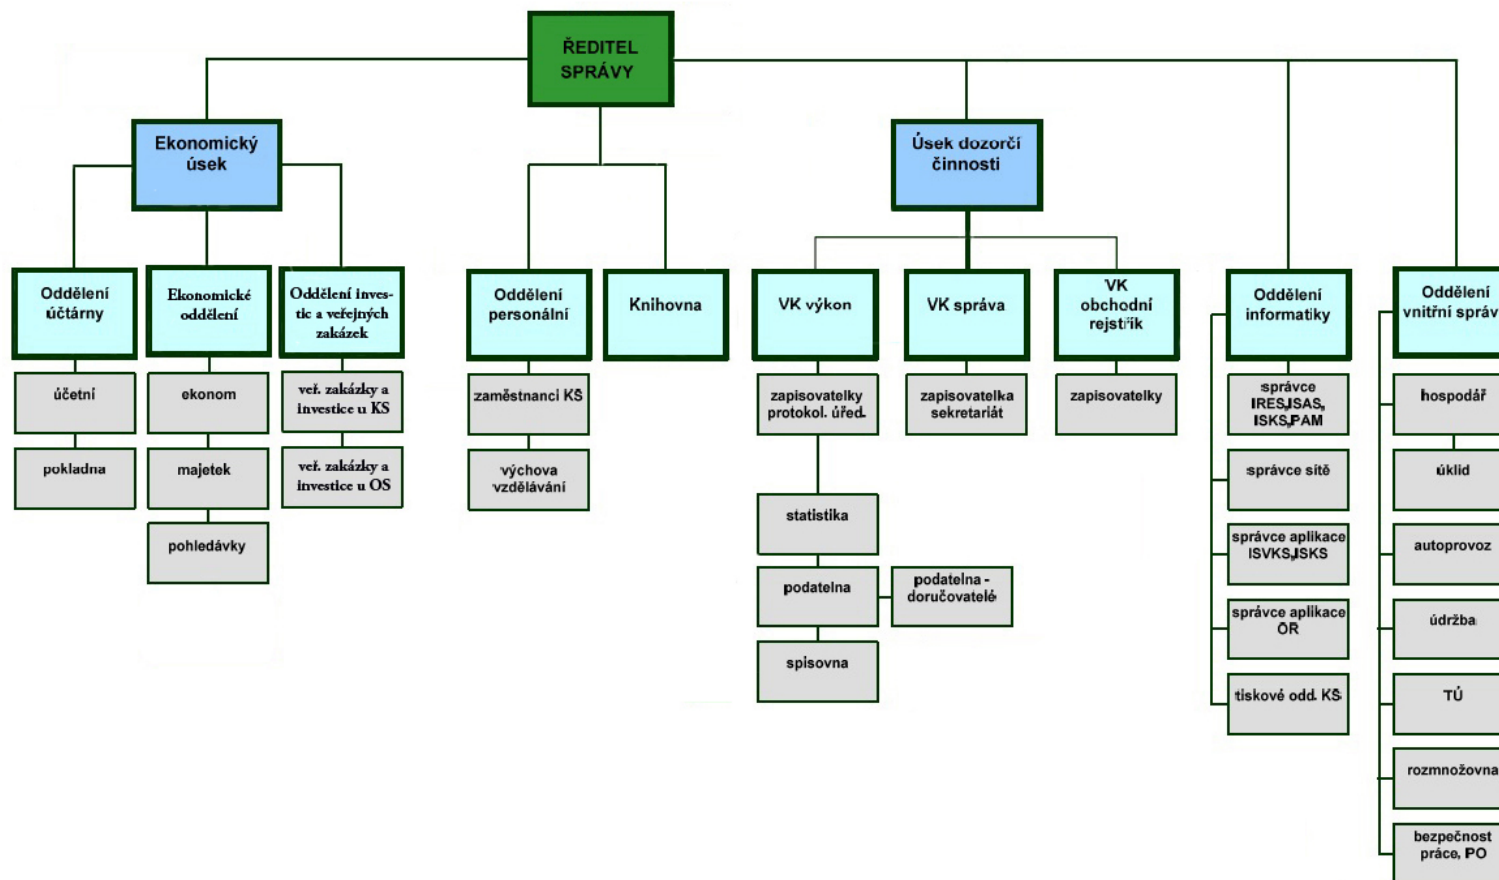 ŘEDITEL
SPRÁVY
Ekonomický
úsek
Úsek dozorčí
činnosti
Oddělení
účtárny
Ekonomické
oddělení
Oddělení inves-
tic a veřejných
zakázek
Oddělení
personální
Knihovna
VK výkon
VK správa
VK
obchodní
rejstřík
Oddělení
informatiky
Oddělení
vnitřní správ
účetní
pokladna
ekonom
majetek
pohledávky
veř. zakázky a
investice u KS
veř. zakázky a
investice u OS
zaměstnanci KS
výchova
vzdělávání
zapisovatelky
protokol. úřed.
statistika
podatelna
podatelna -
doručovatelé
spisovna
zapisovatelka
sekretariát
zapisovatelky
správce
IRES,ISAS,
ISKS,PAM
správce sítě
správce aplikace
ISVKS,ISKS
správce aplikace
OR
tiskové odd. KS
hospodář
úklid
autoprovoz
údržba
TÚ
rozmnožovna
bezpečnost
práce, PO